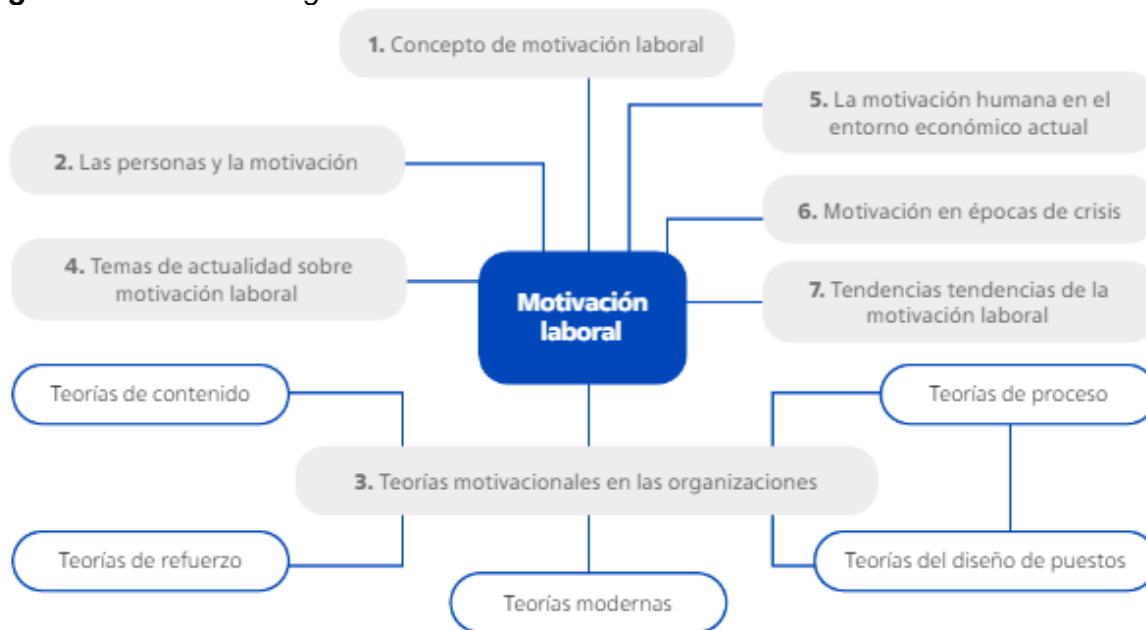 1. Concepto de motivación laboral
5. La motivación humana en el
entorno económico actual
2. Las personas y la motivación
6. Motivación en épocas de crisis
4. Temas de actualidad sobre
motivación laboral
Motivación
laboral
7. Tendencias tendencias de la
motivación laboral
Teorías de contenido
Teorías de proceso
3. Teorías motivacionales en las organizaciones
Teorías de refuerzo
Teorías del diseño de puestos
Teorías modernas